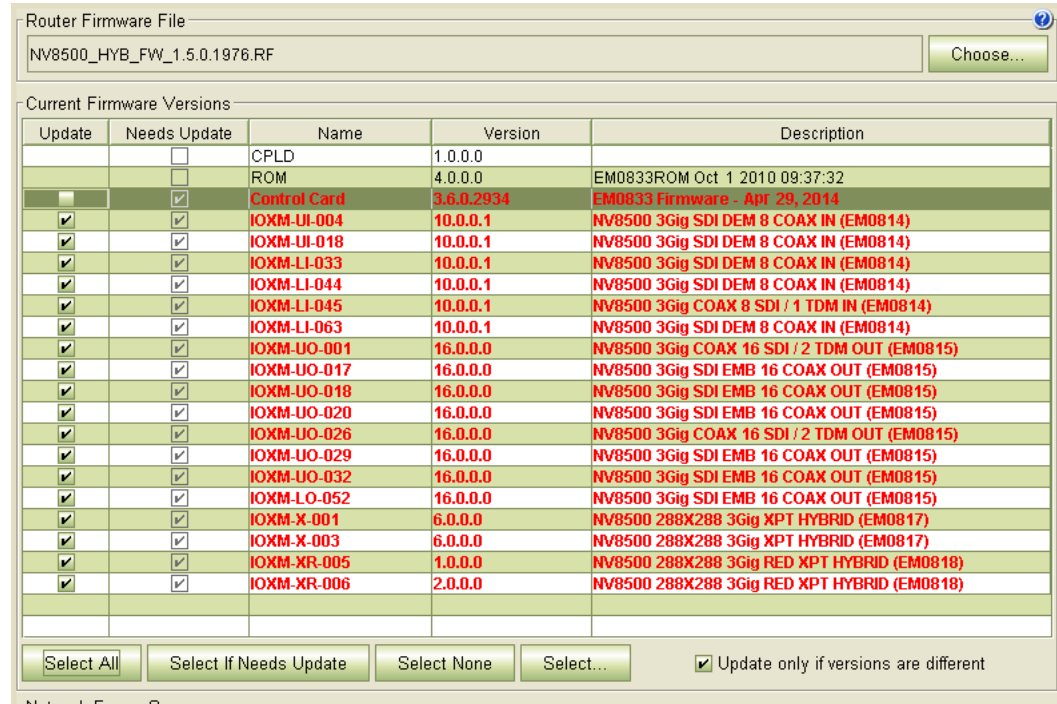 Router Firmware File
NV8500_HYB_FW_1.5.0.1976.RF Choose...
Current Firmware Versions
Update Needs Update Name Version Description
CPLD 1.0.0.0
ROM 4.0.0.0 EM0833ROM Oct 1 2010 09:37:32
Control Card 3.6.0.2934 EM0833 Firmware - Apr 29, 2014
IOXM-UI-004 10.0.0.1 NV8500 3Gig SDI DEM 8 COAX IN (EM0814)
IOXM-UI-018 10.0.0.1 NV8500 3Gig SDI DEM 8 COAX IN (EM0814)
IOXM-LI-033 10.0.0.1 NV8500 3Gig SDI DEM 8 COAX IN (EM0814)
IOXM-LI-044 10.0.0.1 NV8500 3Gig SDI DEM 8 COAX IN (EM0814)
IOXM-LI-045 10.0.0.1 NV8500 3Gig COAX 8 SDI / 1 TDM IN (EM0814)
IOXM-LI-063 10.0.0.1 NV8500 3Gig SDI DEM 8 COAX IN (EM0814)
IOXM-UO-001 16.0.0.0 NV8500 3Gig COAX 16 SDI / 2 TDM OUT (EM0815)
IOXM-UO-017 16.0.0.0 NV8500 3Gig SDI EMB 16 COAX OUT (EM0815)
IOXM-UO-018 16.0.0.0 NV8500 3Gig SDI EMB 16 COAX OUT (EM0815)
IOXM-UO-020 16.0.0.0 NV8500 3Gig SDI EMB 16 COAX OUT (EM0815)
IOXM-UO-026 16.0.0.0 NV8500 3Gig COAX 16 SDI / 2 TDM OUT (EM0815)
IOXM-UO-029 16.0.0.0 NV8500 3Gig SDI EMB 16 COAX OUT (EM0815)
IOXM-UO-032 16.0.0.0 NV8500 3Gig SDI EMB 16 COAX OUT (EM0815)
IOXM-LO-052 16.0.0.0 NV8500 3Gig SDI EMB 16 COAX OUT (EM0815)
IOXM-X-001 6.0.0.0 NV8500 288X288 3Gig XPT HYBRID (EM0817)
IOXM-X-003 6.0.0.0 NV8500 288X288 3Gig XPT HYBRID (EM0817)
IOXM-XR-005 1.0.0.0 NV8500 288X288 3Gig RED XPT HYBRID (EM0818)
IOXM-XR-006 2.0.0.0 NV8500 288X288 3Gig RED XPT HYBRID (EM0818)
Select All Select If Needs Update Select None Select... Update only if versions are different